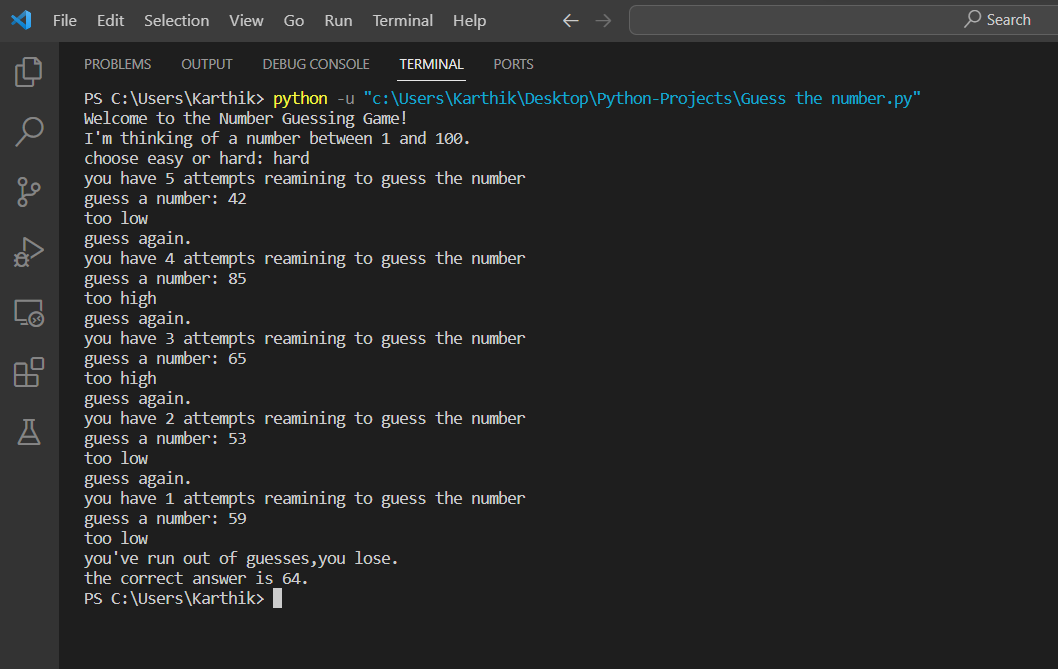 File Edit Selection View Go Run Terminal Help Search
PROBLEMS OUTPUT DEBUG CONSOLE TERMINAL PORTS
PS C:\Users\Karthik> python -u "c:\Users\Karthik\Desktop\Python-Projects\Guess the number.py"
Welcome to the Number Guessing Game!
I'm thinking of a number between 1 and 100.
choose easy or hard: hard
you have 5 attempts reamining to guess the number
guess a number: 42
too low
guess again.
you have 4 attempts reamining to guess the number
guess a number: 85
too high
guess again.
you have 3 attempts reamining to guess the number
guess a number: 65
too high
guess again.
you have 2 attempts reamining to guess the number
guess a number: 53
too low
guess again.
you have 1 attempts reamining to guess the number
guess a number: 59
too low
you've run out of guesses,you lose.
the correct answer is 64.
PS C:\Users\Karthik>